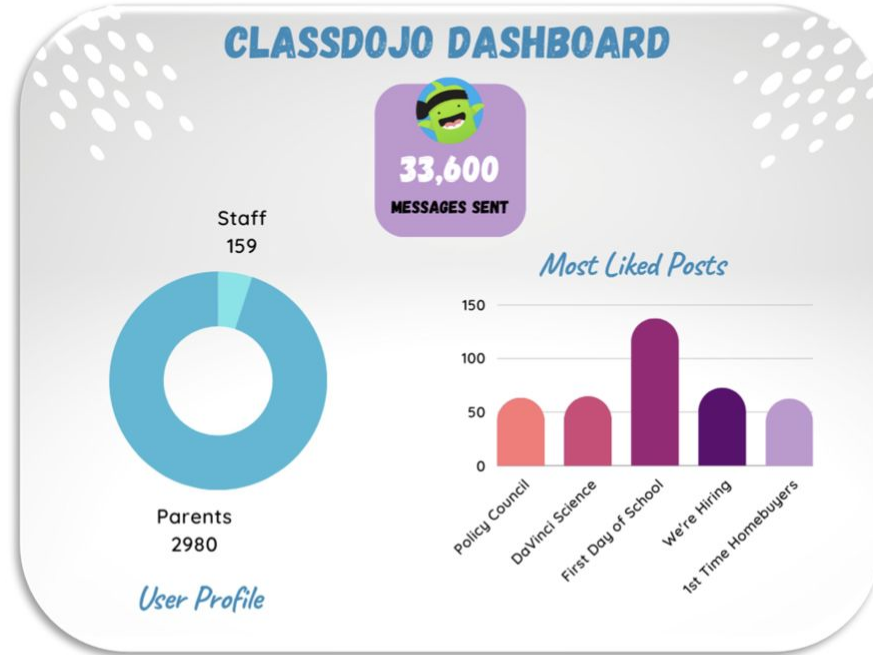 CLASSDOJO DASHBOARD
33,600
MESSAGES SENT
Staff
159
Parents
2980
User Profile
Most Liked Posts
150
100
50
0
Policy Council
DaVinci Science
First Day of School
We're Hiring
1st Time Homebuyers